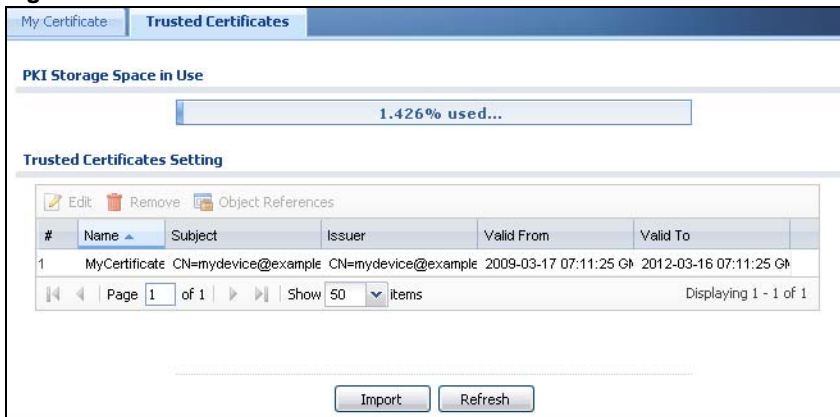 My Certificate Trusted Certificates
PKI Storage Space in Use
1.426% used...
Trusted Certificates Setting
Edit Remove Object References
# Name Subject Issuer Valid From Valid To
1 MyCertificate CN=mydevice@example CN=mydevice@example 2009-03-17 07:11:25 GM 2012-03-16 07:11:25 GM
Page 1 of 1 Show 50 items Displaying 1 - 1 of 1
Import Refresh